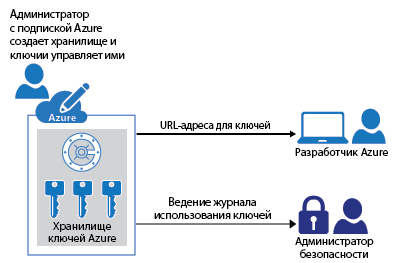 Администратор
с подпиской Azure
создает хранилище и
ключии управляет ими
Azure
URL-адреса для ключей
Разработчик Azure
Хранилище
ключей Azure
Ведение журнала
использования ключей
Администратор
безопасности